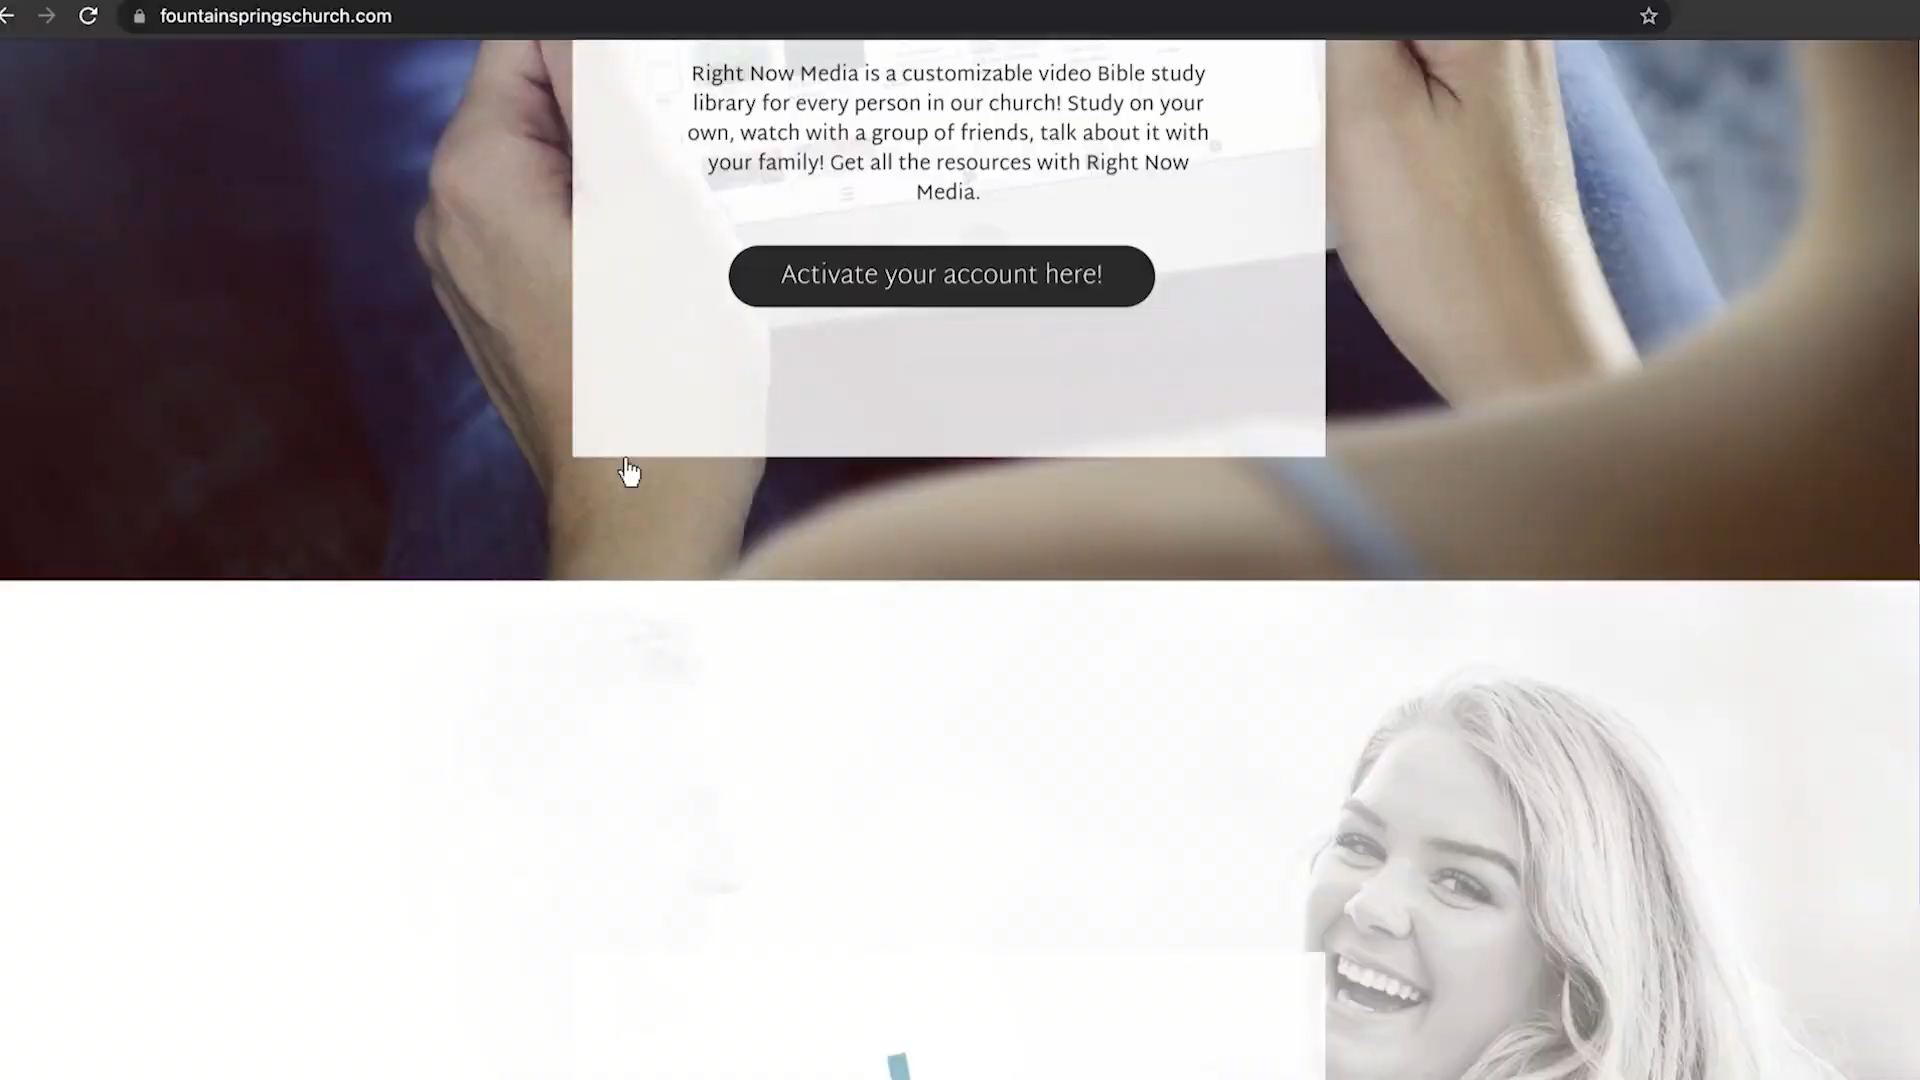 fountainspringschurch.com
Right Now Media is a customizable video Bible study
library for every person in our church! Study on your
own, watch with a group of friends, talk about it with
your family! Get all the resources with Right Now
Media.
Activate your account here!